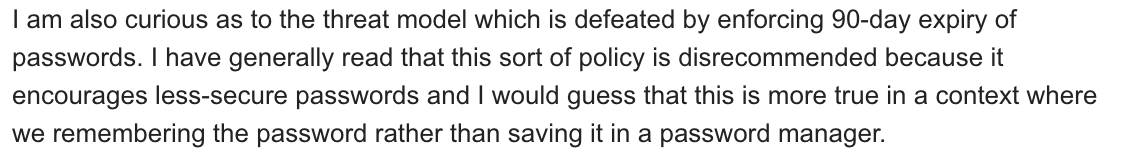 I am also curious as to the threat model which is defeated by enforcing 90-day expiry of
passwords. I have generally read that this sort of policy is disrecommended because it
encourages less-secure passwords and I would guess that this is more true in a context where
we remembering the password rather than saving it in a password manager.